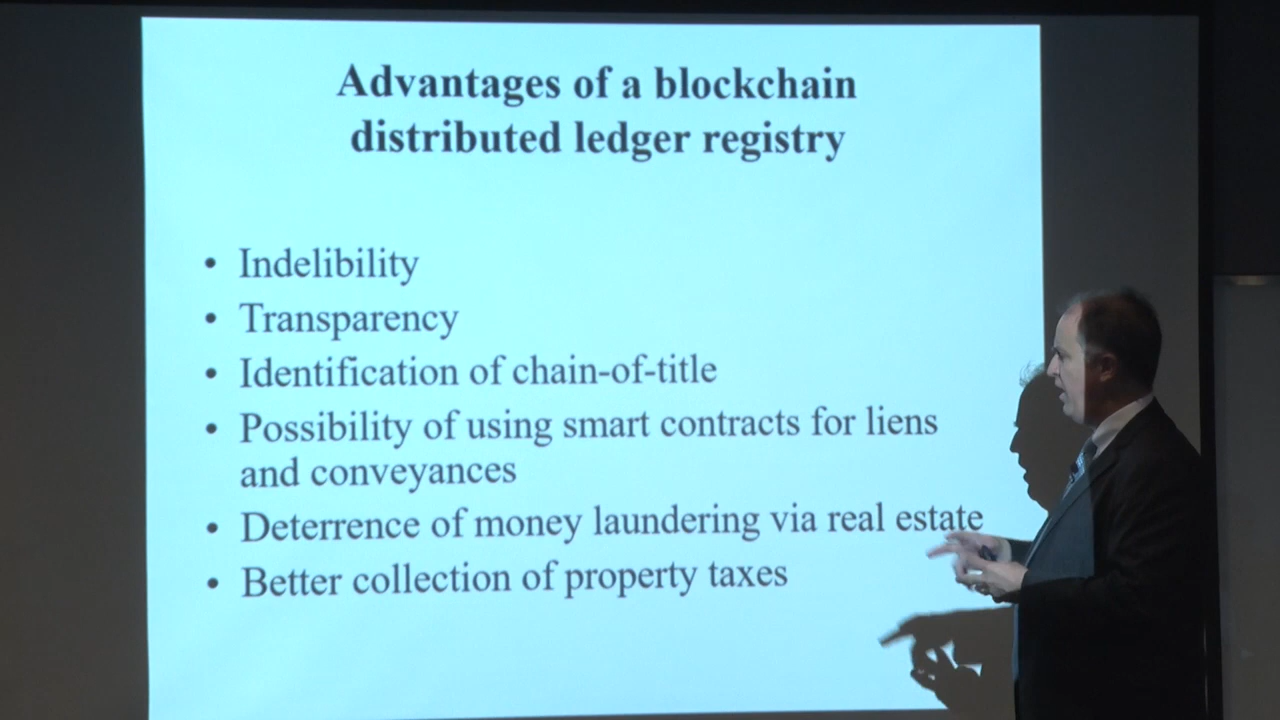 Advantages of a blockchain
distributed ledger registry
• Indelibility
• Transparency
• Identification of chain-of-title
• Possibility of using smart contracts for liens
and conveyances
• Deterrence of money laundering via real estate
• Better collection of property taxes